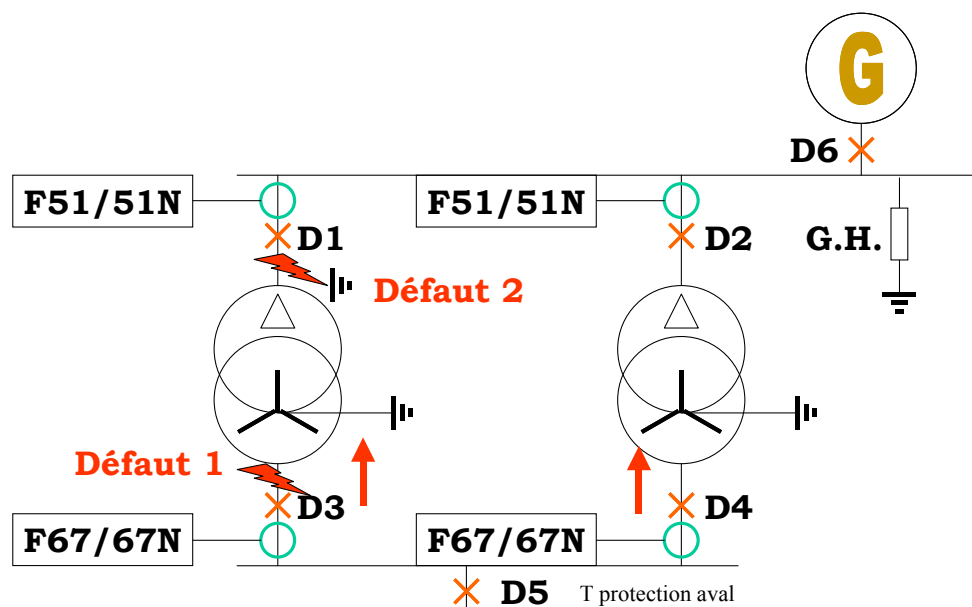 G
D6
F51/51N
F51/51N
D1
D2
G.H.
Défaut 2
Défaut 1
D3
D4
F67/67N
F67/67N
D5
T protection aval